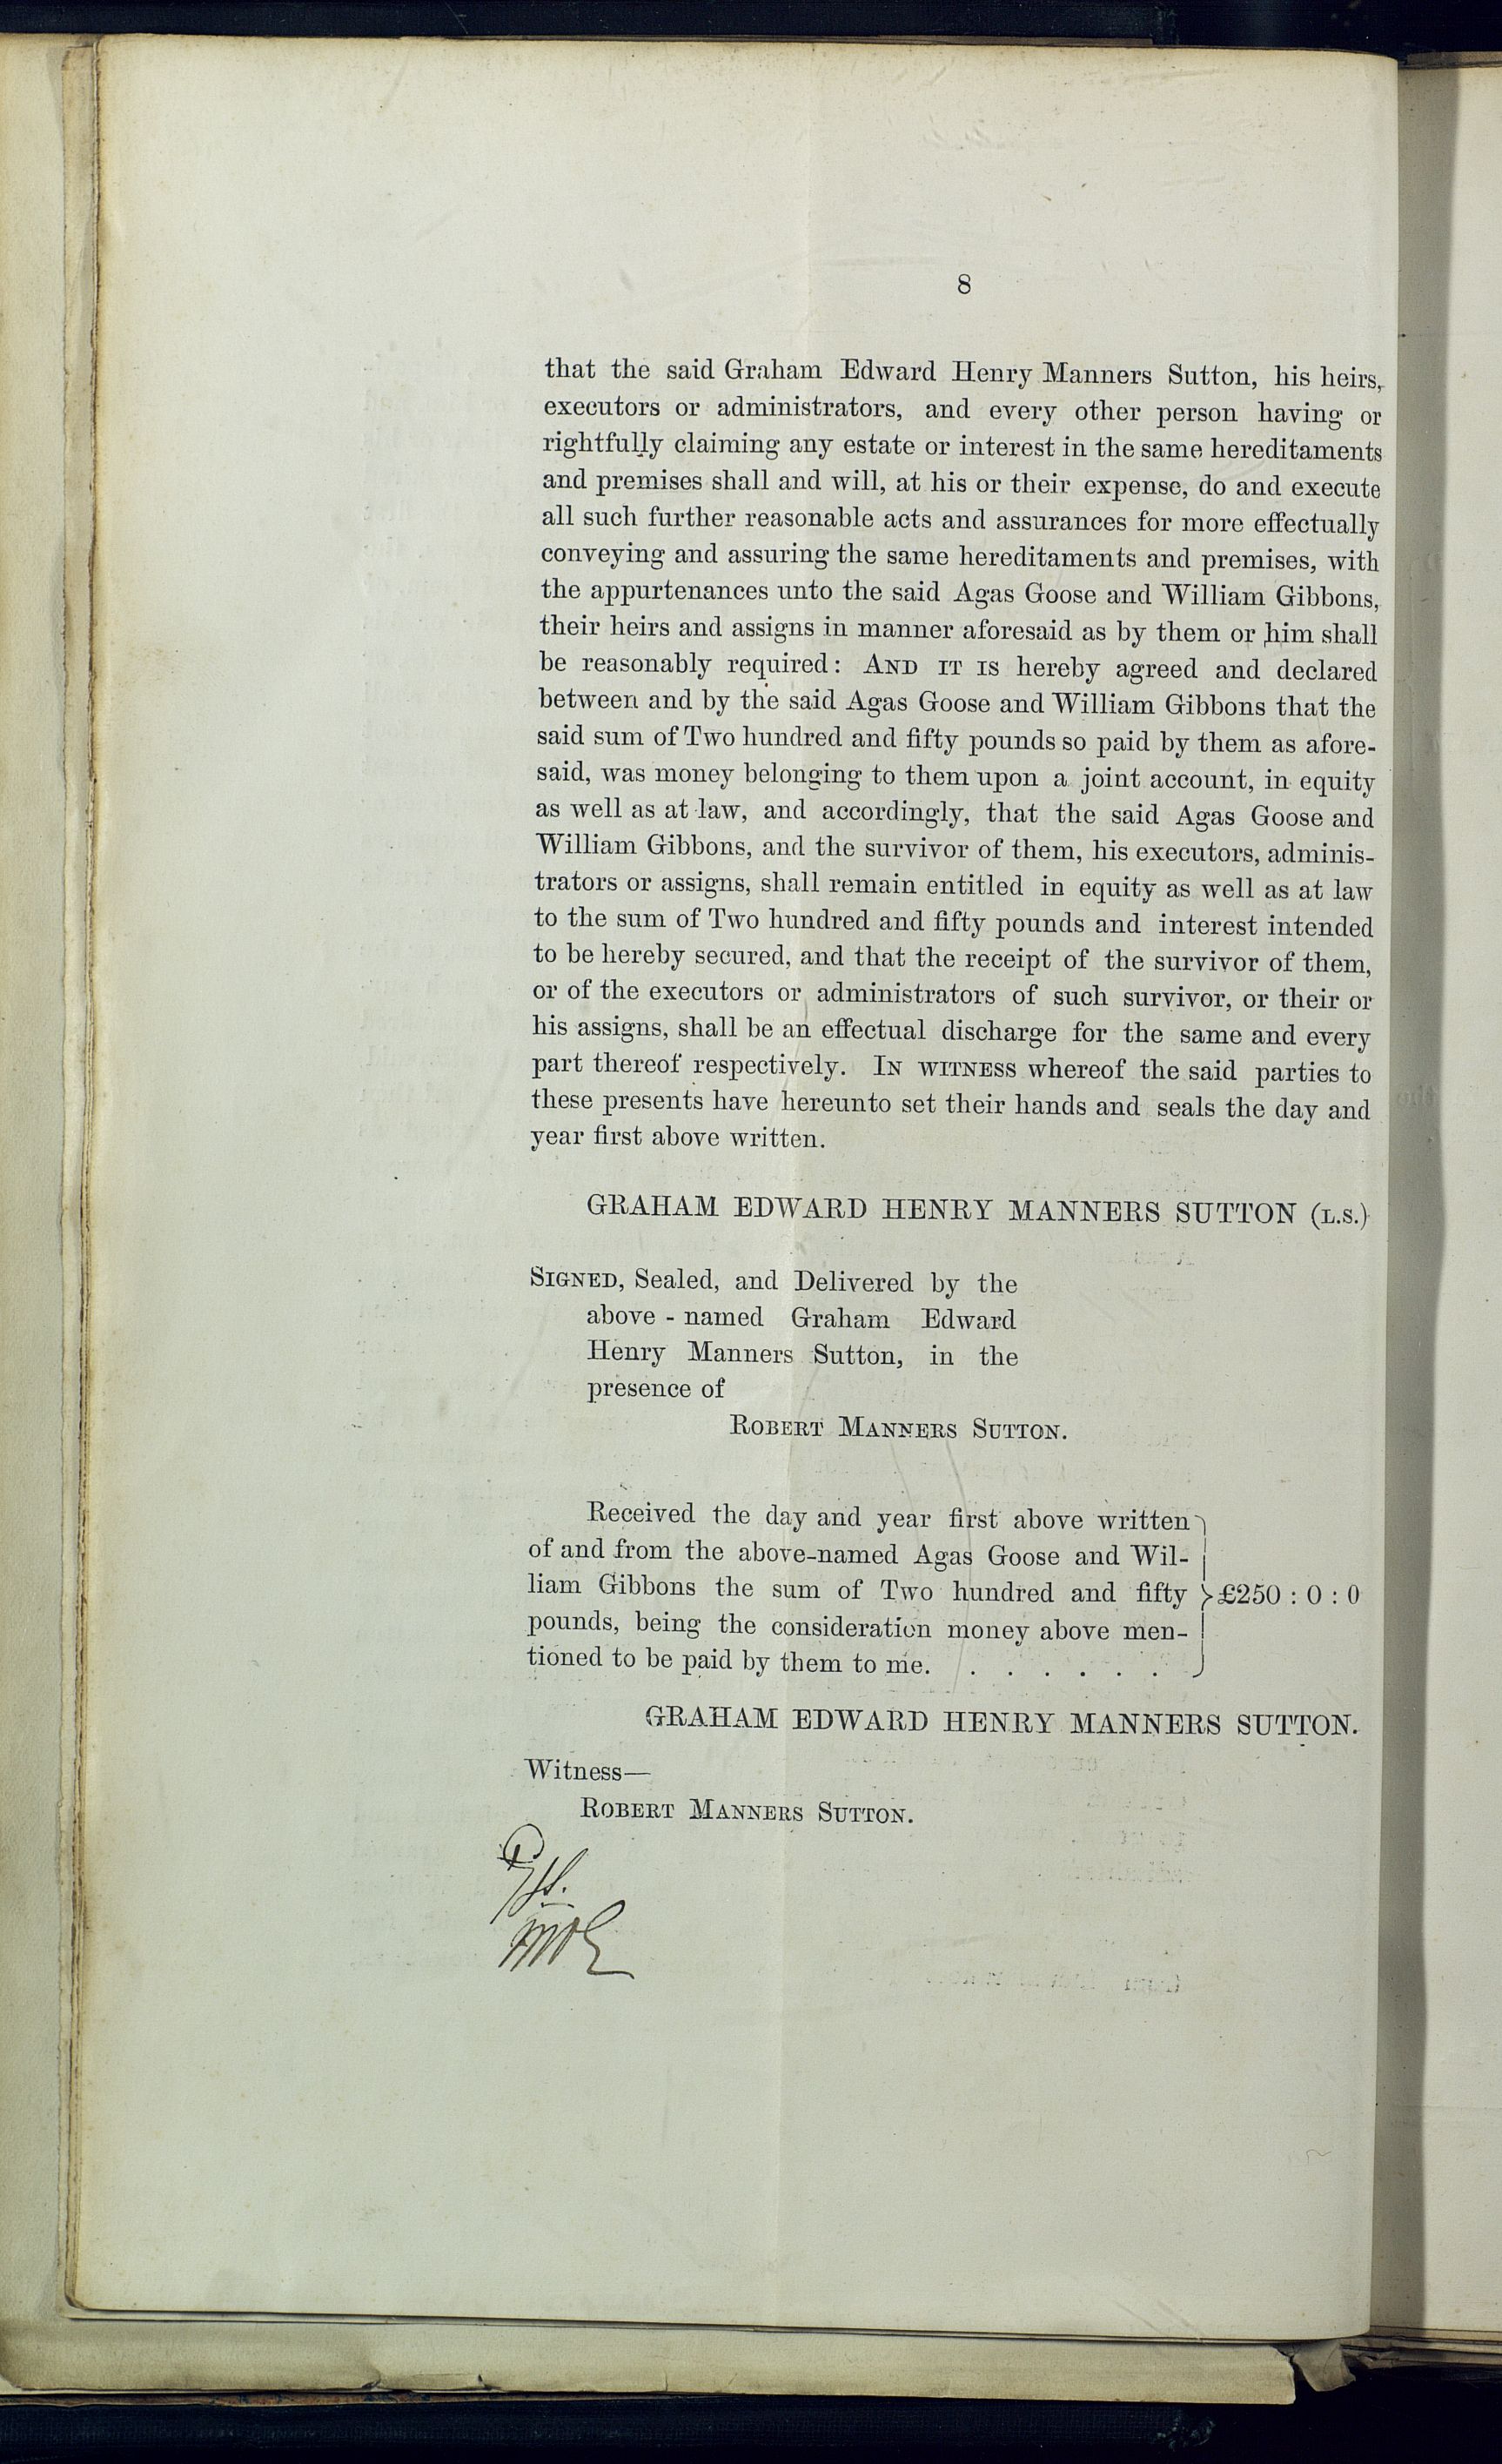 8
that the said Graham Edward Henry Manners Sutton, his heirs,
executors or administrators, and every other person having or
rightfully claiming any estate or interest in the same hereditaments
and premises shall and will, at his or their expense, do and execute
all such further reasonable acts and assurances for more effectually
conveying and assuring the same hereditaments and premises, with
the appurtenances unto the said Agas Goose and William Gibbons,
their heirs and assigns in manner aforesaid as by them or him shall
be reasonably required: AND IT IS hereby agreed and declared
between and by the said Agas Goose and William Gibbons that the
said sum of Two hundred and fifty pounds so paid by them as afore-
said, was money belonging to them upon a joint account, in equity
as well as at law, and accordingly, that the said Agas Goose and
William Gibbons, and the survivor of them, his executors, adminis-
trators or assigns, shall remain entitled in equity as well as at law
to the sum of Two hundred and fifty pounds and interest intended
to be hereby secured, and that the receipt of the survivor of them,
or of the executors or administrators of such survivor, or their or
his assigns, shall be an effectual discharge for the same and every
part thereof respectively. IN WITNESS whereof the said parties to
these presents have hereunto set their hands and seals the day and
year first above written.
GRAHAM EDWARD HENRY MANNERS SUTTON (L.S.)
SIGNED, Sealed, and Delivered by the
above-named Graham Edward
Henry Manners Sutton, in the
presence of
ROBERT MANNERS SUTTON.
Received the day and year first above written
of and from the above-named Agas Goose and Wil-
liam Gibbons the sum of Two hundred and fifty £250 : 0 : 0
pounds, being the consideration money above men-
tioned to be paid by them to me. . . . . . .
GRAHAM EDWARD HENRY MANNERS SUTTON.
Witness—
ROBERT MANNERS SUTTON.